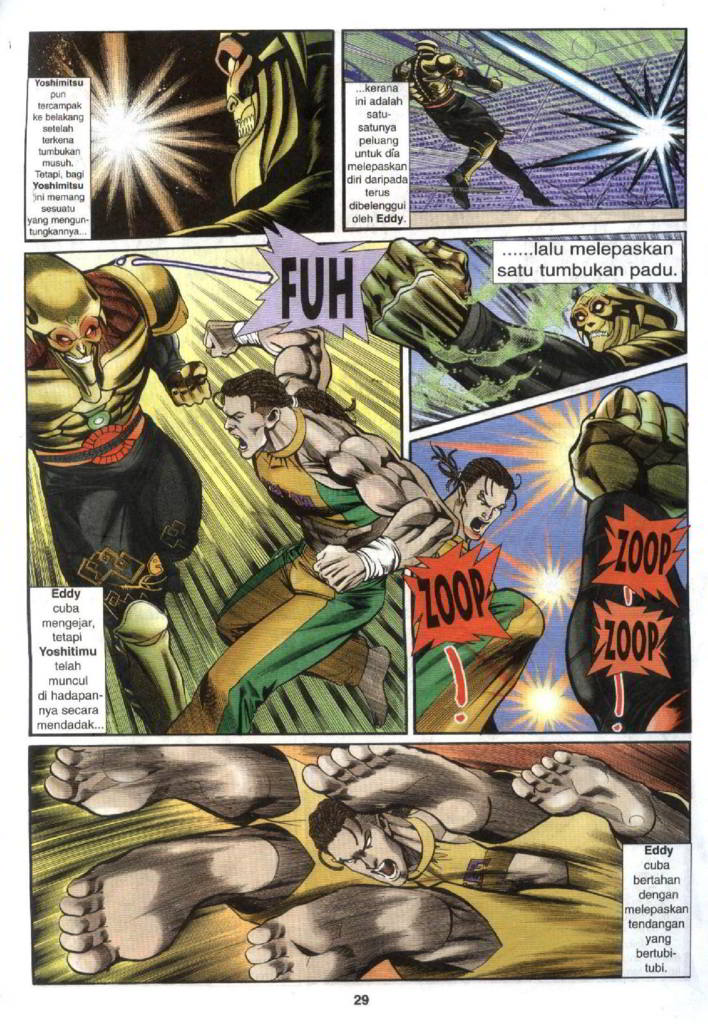 Yoshimitsu
pun
tercampak
ke belakang
setelah
terkena
tumbukan
musuh.
Tetapi, bagi
Yoshimitsu
ini memang
sesuatu
yang mengun-
tungkannya...
...kerana
ini adalah
satu-
satunya
peluang
untuk dia
melepaskan
diri daripada
terus
dibelenggui
oleh Eddy.
FUH
......lalu melepaskan
satu tumbukan padu.
Eddy
cuba
mengejar,
tetapi
Yoshitimu
telah
muncul
di hadapan-
nya secara
mendadak...
ZOOP
!
ZOOP
!
ZOOP
!
Eddy
cuba
bertahan
dengan
melepaskan
tendangan
yang
bertubi-
tubi.
29